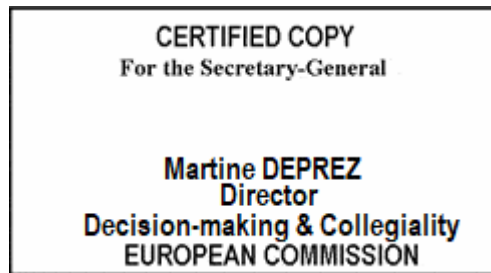 CERTIFIED COPY
For the Secretary-General
Martine DEPREZ
Director
Decision-making & Collegiality
EUROPEAN COMMISSION